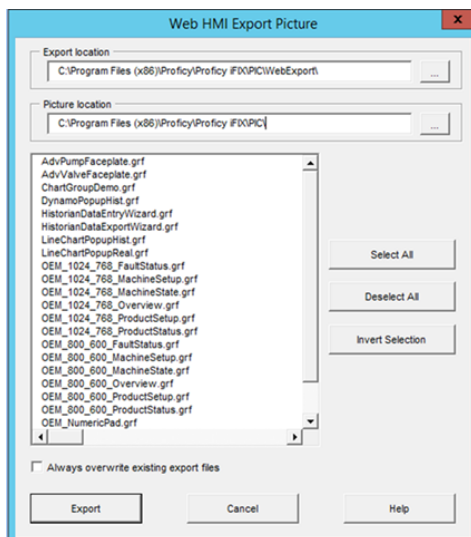 Web HMI Export Picture
x
Export location
C:\Program Files (x86)\Proficy\Proficy iFIX\PIC\WebExport\
...
Picture location
C:\Program Files (x86)\Proficy\Proficy iFIX\PIC\
...
AdvPumpFaceplate.grf
AdvValveFaceplate.grf
ChartGroupDemo.grf
DynamoPopupHist.grf
HistorianDataEntryWizard.grf
HistorianDataExportWizard.grf
LineChartPopupHist.grf
LineChartPopupReal.grf
OEM_1024_768_FaultStatus.grf
OEM_1024_768_MachineSetup.grf
OEM_1024_768_MachineState.grf
OEM_1024_768_Overview.grf
OEM_1024_768_ProductSetup.grf
OEM_1024_768_ProductStatus.grf
OEM_800_600_FaultStatus.grf
OEM_800_600_MachineSetup.grf
OEM_800_600_MachineState.grf
OEM_800_600_Overview.grf
OEM_800_600_ProductSetup.grf
OEM_800_600_ProductStatus.grf
OEM_NumericPad.grf
Select All
Deselect All
Invert Selection
Always overwrite existing export files
Export
Cancel
Help